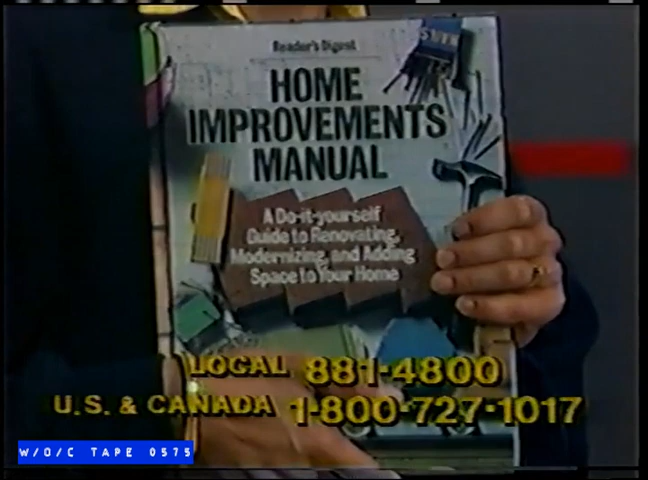 Reader's Digest
HOME
IMPROVEMENTS
MANUAL
A Do-it-yourself
Guide to Renovating,
Modernizing, and Adding
Space to Your Home
NAILS
LOCAL 881-4800
U.S. & CANADA 1-800-727-1017
W/O/C TAPE 0575